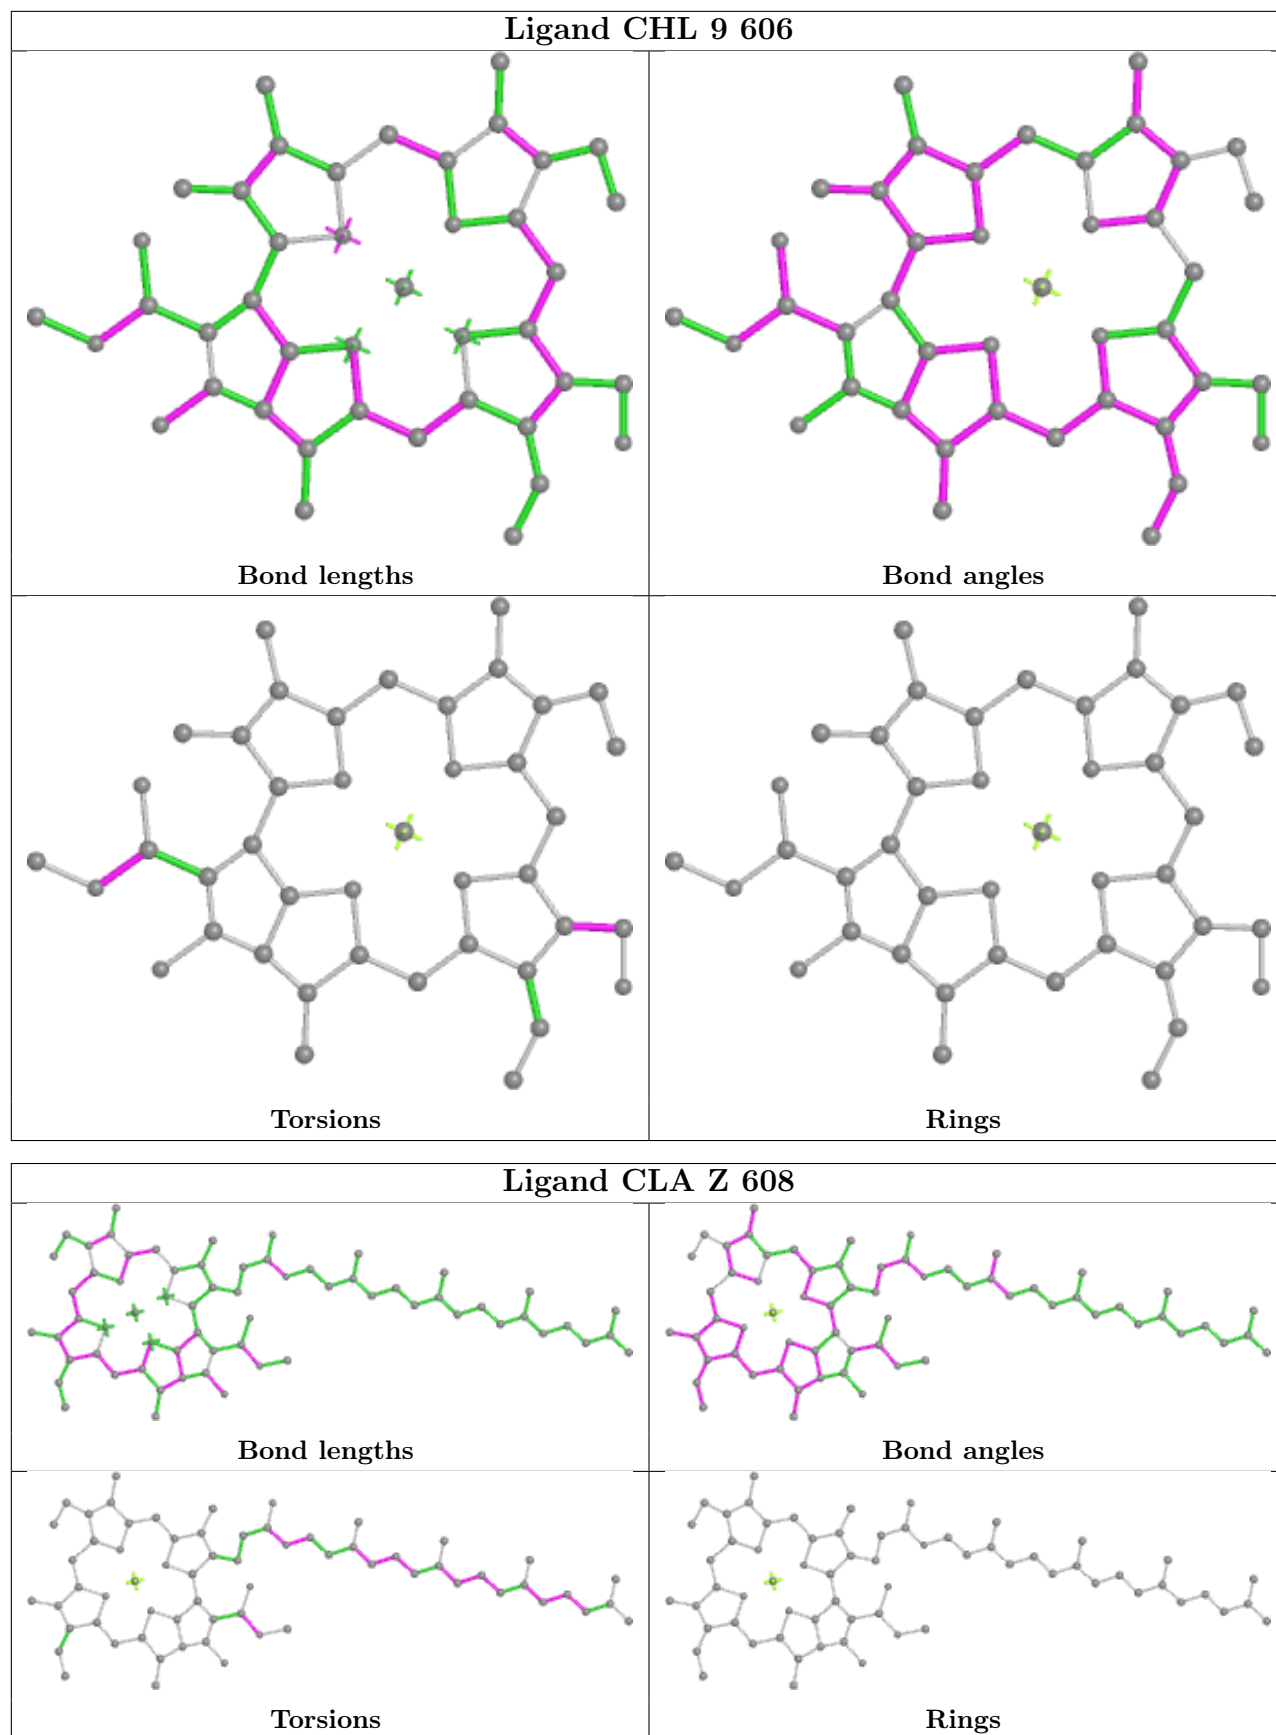 Ligand CHL 9 606
Bond lengths
Bond angles
Torsions
Rings
Ligand CLA Z 608
Bond lengths
Bond angles
Torsions
Rings